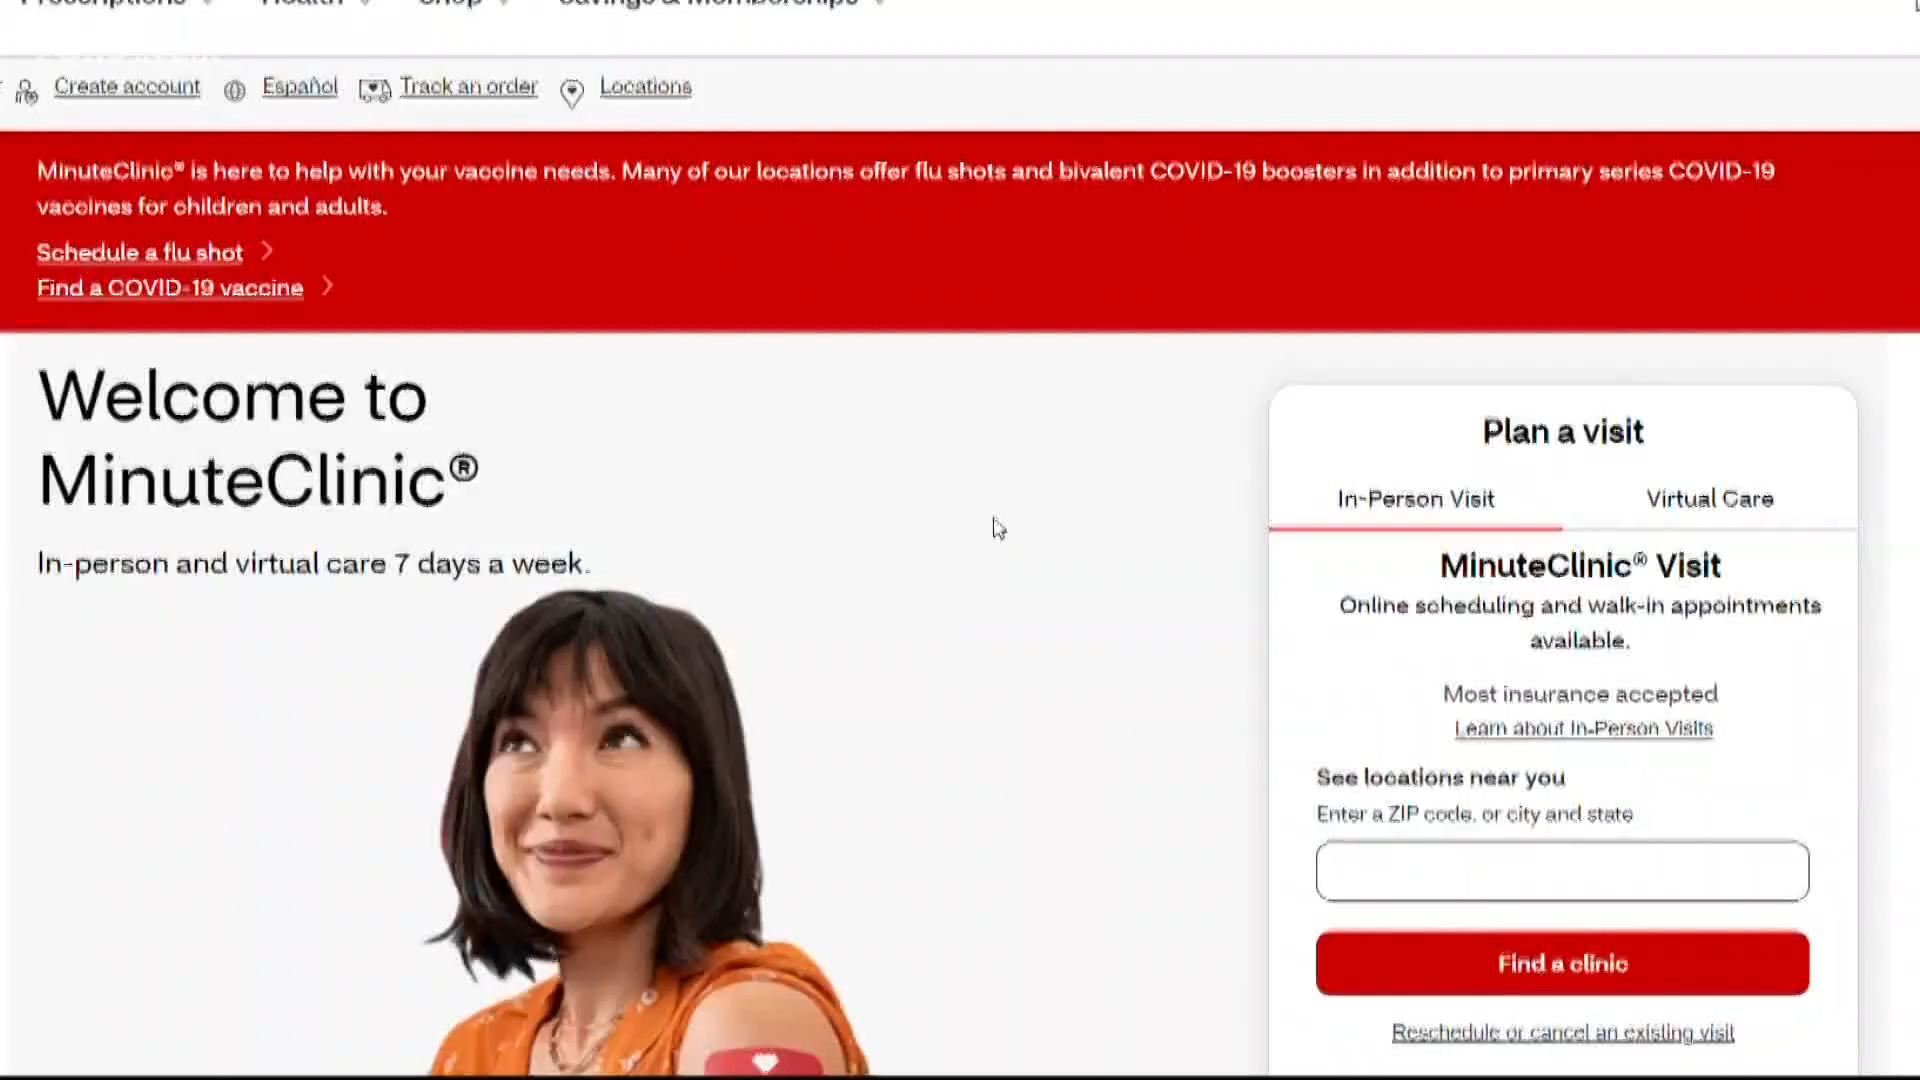 Prescriptions Health Shop Savings & Memberships
Create account Español Track an order Locations
MinuteClinic® is here to help with your vaccine needs. Many of our locations offer flu shots and bivalent COVID-19 boosters in addition to primary series COVID-19
vaccines for children and adults.
Schedule a flu shot
Find a COVID-19 vaccine
Welcome to
MinuteClinic®
In-person and virtual care 7 days a week.
Plan a visit
In-Person Visit Virtual Care
MinuteClinic® Visit
Online scheduling and walk-in appointments
available.
Most insurance accepted
Learn about In-Person Visits
See locations near you
Enter a ZIP code, or city and state
Find a clinic
Reschedule or cancel an existing visit